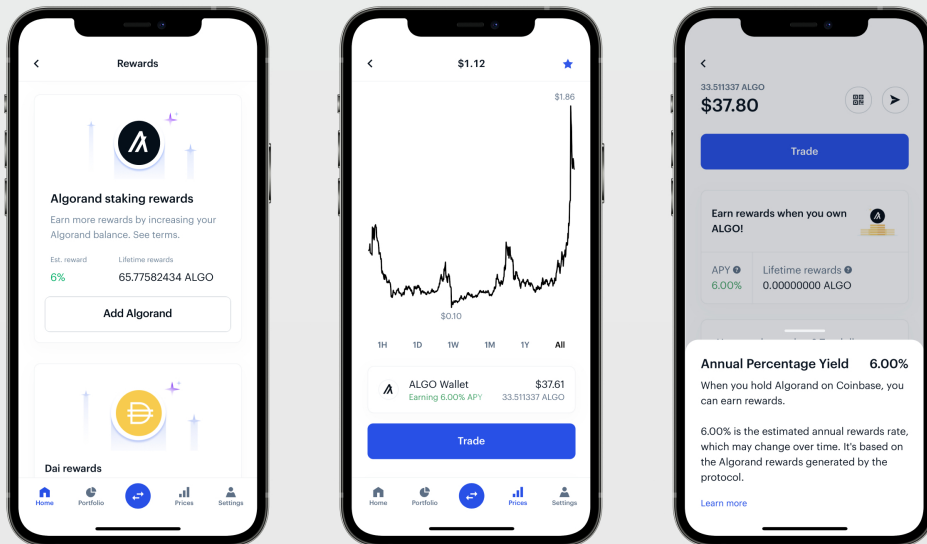 Rewards
Algorand staking rewards
Earn more rewards by increasing your
Algorand balance. See terms.
Est. reward
Lifetime rewards
6%
65.77582434 ALGO
Add Algorand
Dai rewards
Home
Portfolio
Prices
Settings
$1.12
$1.86
$0.10
1H
1D
1W
1M
1Y
All
ALGO Wallet
$37.61
Earning 6.00% APY
33.511337 ALGO
Trade
Home
Portfolio
Prices
Settings
33.511337 ALGO
$37.80
Trade
Earn rewards when you own
ALGO!
APY
Lifetime rewards
6.00%
0.00000000 ALGO
Annual Percentage Yield
6.00%
When you hold Algorand on Coinbase, you
can earn rewards.
6.00% is the estimated annual rewards rate,
which may change over time. It's based on
the Algorand rewards generated by the
protocol.
Learn more